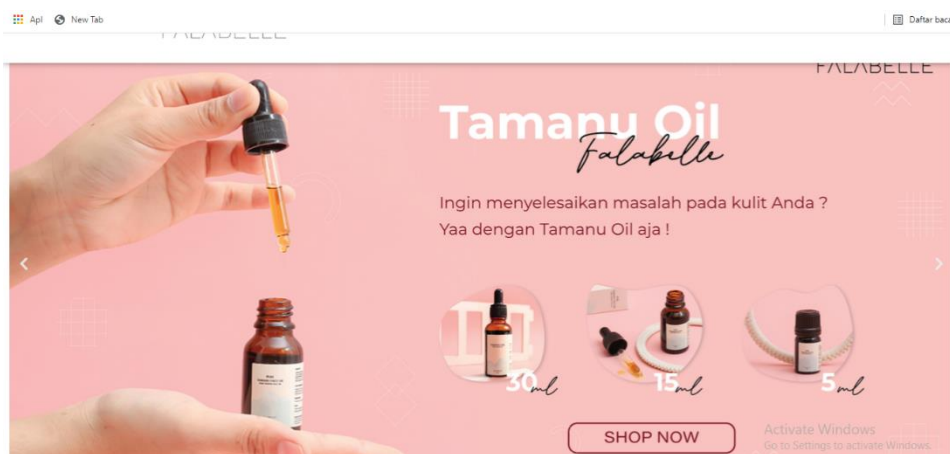 Apl New Tab
Daftar baca
FALABELLE
FALABELLE
Tamanu Oil
Falabelle
Ingin menyelesaikan masalah pada kulit Anda ?
Yaa dengan Tamanu Oil aja !
30ml 15ml 5ml
SHOP NOW
Activate Windows
Go to Settings to activate Windows.